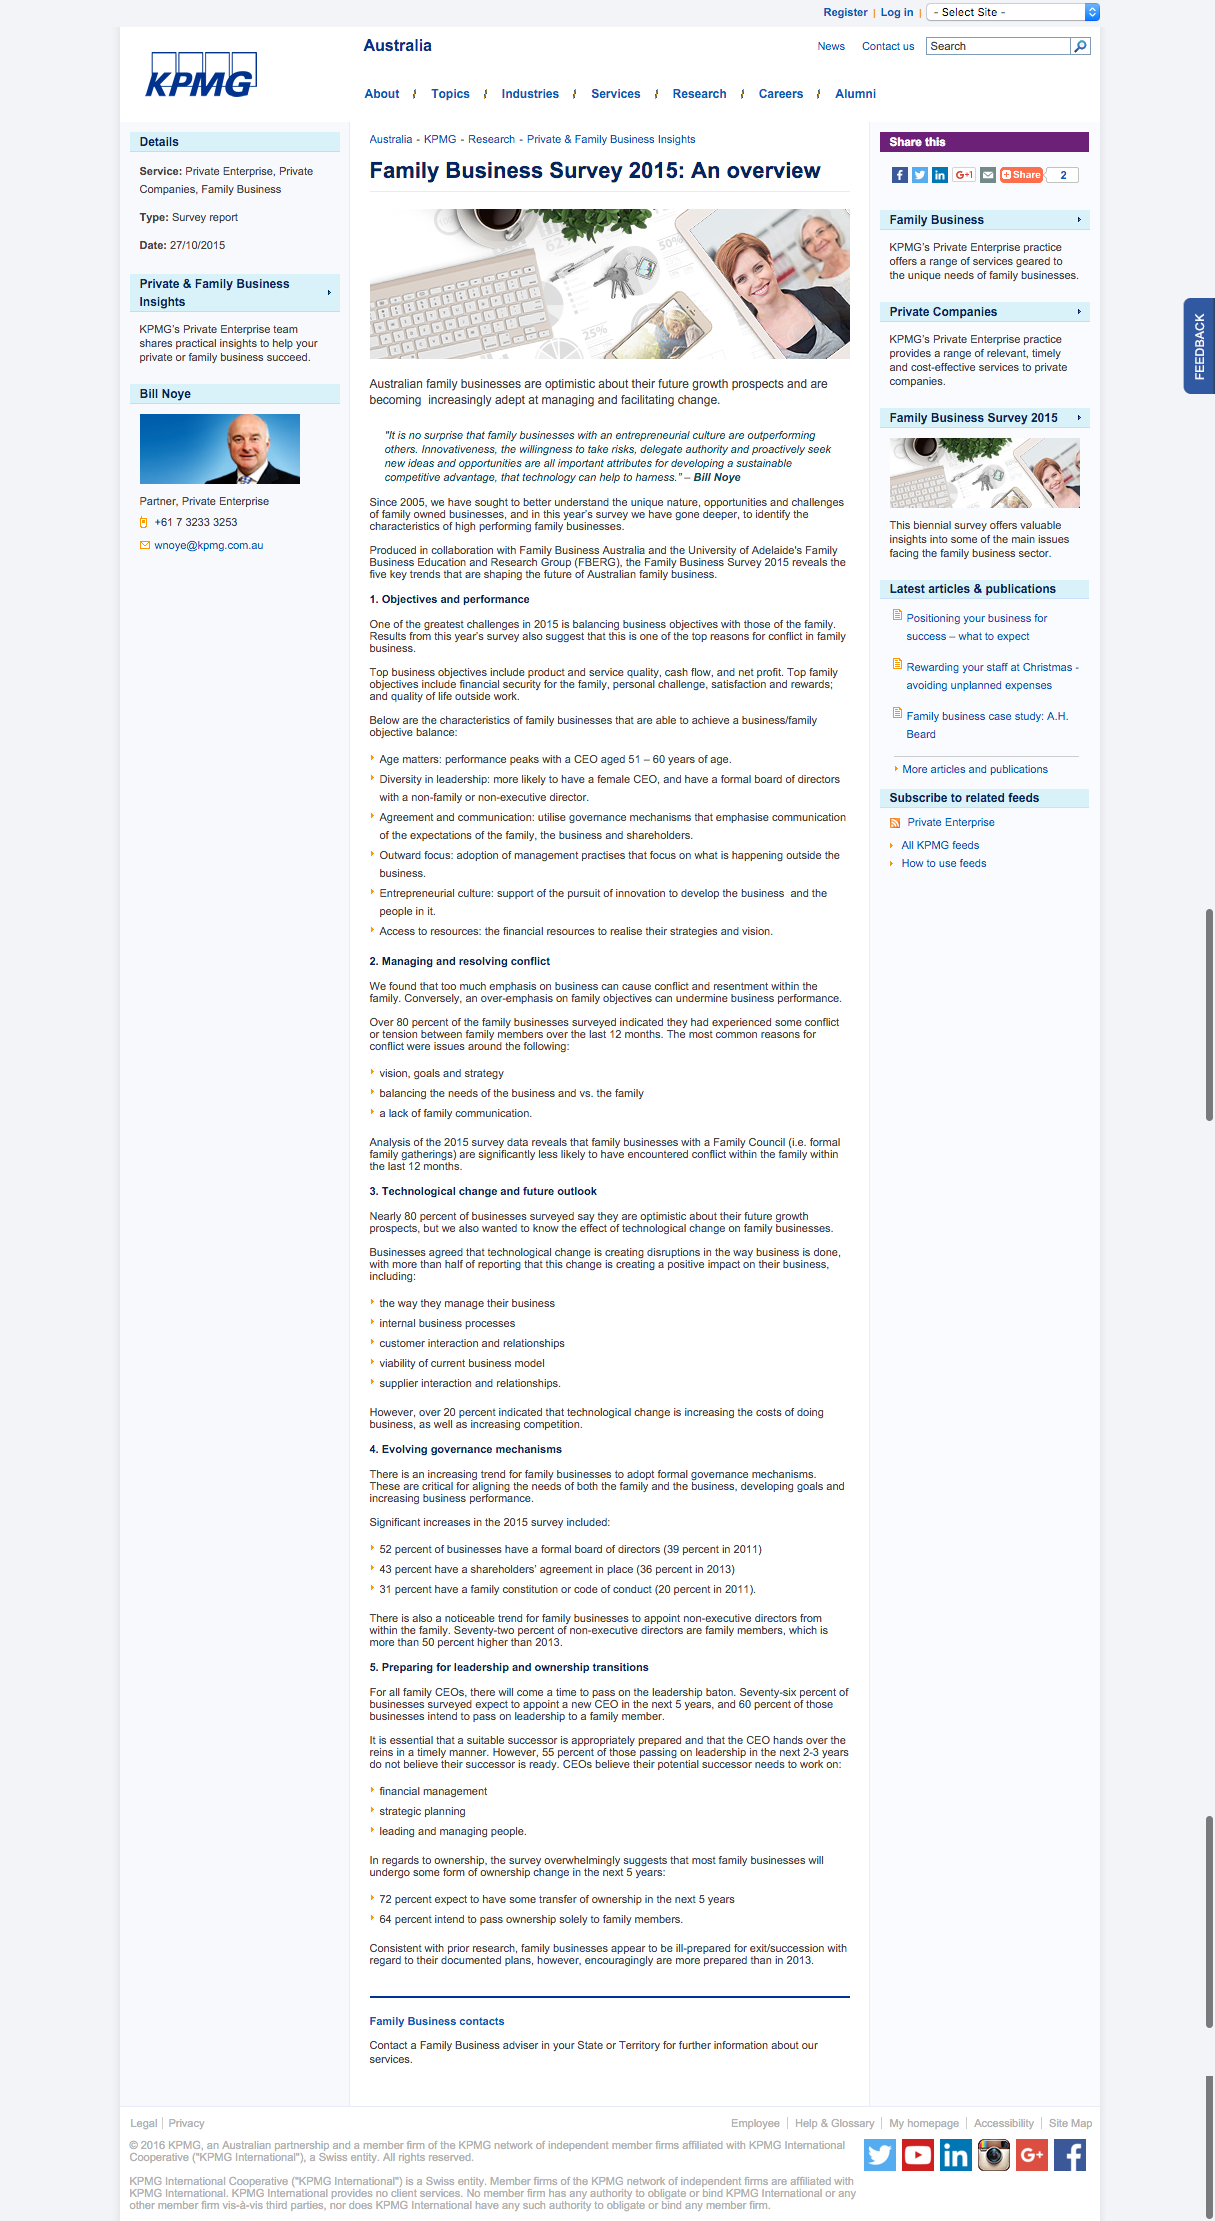 Register | Log in | - Select Site -
KPMG
Australia
News Contact us Search
About / Topics / Industries / Services / Research / Careers / Alumni
Details
Service: Private Enterprise, Private
Companies, Family Business
Type: Survey report
Date: 27/10/2015
Private & Family Business
Insights
KPMG's Private Enterprise team
shares practical insights to help your
private or family business succeed.
Bill Noye
Partner, Private Enterprise
+61 7 3233 3253
wnoye@kpmg.com.au
Australia - KPMG - Research - Private & Family Business Insights
Family Business Survey 2015: An overview
62
50%
25%
Australian family businesses are optimistic about their future growth prospects and are
becoming increasingly adept at managing and facilitating change.
"It is no surprise that family businesses with an entrepreneurial culture are outperforming
others. Innovativeness, the willingness to take risks, delegate authority and proactively seek
new ideas and opportunities are all important attributes for developing a sustainable
competitive advantage, that technology can help to harness." – Bill Noye
Since 2005, we have sought to better understand the unique nature, opportunities and challenges
of family owned businesses, and in this year's survey we have gone deeper, to identify the
characteristics of high performing family businesses.
Produced in collaboration with Family Business Australia and the University of Adelaide's Family
Business Education and Research Group (FBERG), the Family Business Survey 2015 reveals the
five key trends that are shaping the future of Australian family business.
1. Objectives and performance
One of the greatest challenges in 2015 is balancing business objectives with those of the family.
Results from this year's survey also suggest that this is one of the top reasons for conflict in family
business.
Top business objectives include product and service quality, cash flow, and net profit. Top family
objectives include financial security for the family, personal challenge, satisfaction and rewards;
and quality of life outside work.
Below are the characteristics of family businesses that are able to achieve a business/family
objective balance:
Age matters: performance peaks with a CEO aged 51 – 60 years of age.
Diversity in leadership: more likely to have a female CEO, and have a formal board of directors
with a non-family or non-executive director.
Agreement and communication: utilise governance mechanisms that emphasise communication
of the expectations of the family, the business and shareholders.
Outward focus: adoption of management practises that focus on what is happening outside the
business.
Entrepreneurial culture: support of the pursuit of innovation to develop the business and the
people in it.
Access to resources: the financial resources to realise their strategies and vision.
2. Managing and resolving conflict
We found that too much emphasis on business can cause conflict and resentment within the
family. Conversely, an over-emphasis on family objectives can undermine business performance.
Over 80 percent of the family businesses surveyed indicated they had experienced some conflict
or tension between family members over the last 12 months. The most common reasons for
conflict were issues around the following:
vision, goals and strategy
balancing the needs of the business and vs. the family
a lack of family communication.
Analysis of the 2015 survey data reveals that family businesses with a Family Council (i.e. formal
family gatherings) are significantly less likely to have encountered conflict within the family within
the last 12 months.
3. Technological change and future outlook
Nearly 80 percent of businesses surveyed say they are optimistic about their future growth
prospects, but we also wanted to know the effect of technological change on family businesses.
Businesses agreed that technological change is creating disruptions in the way business is done,
with more than half of reporting that this change is creating a positive impact on their business,
including:
the way they manage their business
internal business processes
customer interaction and relationships
viability of current business model
supplier interaction and relationships.
However, over 20 percent indicated that technological change is increasing the costs of doing
business, as well as increasing competition.
4. Evolving governance mechanisms
There is an increasing trend for family businesses to adopt formal governance mechanisms.
These are critical for aligning the needs of both the family and the business, developing goals and
increasing business performance.
Significant increases in the 2015 survey included:
52 percent of businesses have a formal board of directors (39 percent in 2011)
43 percent have a shareholders' agreement in place (36 percent in 2013)
31 percent have a family constitution or code of conduct (20 percent in 2011).
There is also a noticeable trend for family businesses to appoint non-executive directors from
within the family. Seventy-two percent of non-executive directors are family members, which is
more than 50 percent higher than 2013.
5. Preparing for leadership and ownership transitions
For all family CEOs, there will come a time to pass on the leadership baton. Seventy-six percent of
businesses surveyed expect to appoint a new CEO in the next 5 years, and 60 percent of those
businesses intend to pass on leadership to a family member.
It is essential that a suitable successor is appropriately prepared and that the CEO hands over the
reins in a timely manner. However, 55 percent of those passing on leadership in the next 2-3 years
do not believe their successor is ready. CEOs believe their potential successor needs to work on:
financial management
strategic planning
leading and managing people.
In regards to ownership, the survey overwhelmingly suggests that most family businesses will
undergo some form of ownership change in the next 5 years:
72 percent expect to have some transfer of ownership in the next 5 years
64 percent intend to pass ownership solely to family members.
Consistent with prior research, family businesses appear to be ill-prepared for exit/succession with
regard to their documented plans, however, encouragingly are more prepared than in 2013.
Family Business contacts
Contact a Family Business adviser in your State or Territory for further information about our
services.
Share this
G+1 Share 2
Family Business
KPMG's Private Enterprise practice
offers a range of services geared to
the unique needs of family businesses.
Private Companies
KPMG's Private Enterprise practice
provides a range of relevant, timely
and cost-effective services to private
companies.
Family Business Survey 2015
This biennial survey offers valuable
insights into some of the main issues
facing the family business sector.
Latest articles & publications
Positioning your business for
success – what to expect
Rewarding your staff at Christmas -
avoiding unplanned expenses
Family business case study: A.H.
Beard
More articles and publications
Subscribe to related feeds
Private Enterprise
All KPMG feeds
How to use feeds
FEEDBACK
Legal | Privacy
Employee | Help & Glossary | My homepage | Accessibility | Site Map
© 2016 KPMG, an Australian partnership and a member firm of the KPMG network of independent member firms affiliated with KPMG International
Cooperative ("KPMG International"), a Swiss entity. All rights reserved.
KPMG International Cooperative ("KPMG International") is a Swiss entity. Member firms of the KPMG network of independent firms are affiliated with
KPMG International. KPMG International provides no client services. No member firm has any authority to obligate or bind KPMG International or any
other member firm vis-à-vis third parties, nor does KPMG International have any such authority to obligate or bind any member firm.